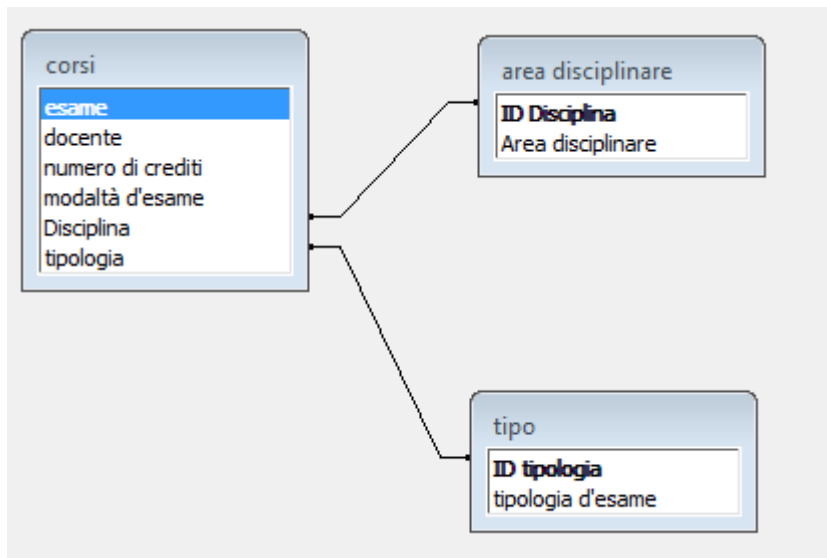 corsi
esame
docente
numero di crediti
modaltà d'esame
Disciplina
tipologia
area disciplinare
ID Disciplina
Area disciplinare
tipo
ID tipologia
tipologia d'esame